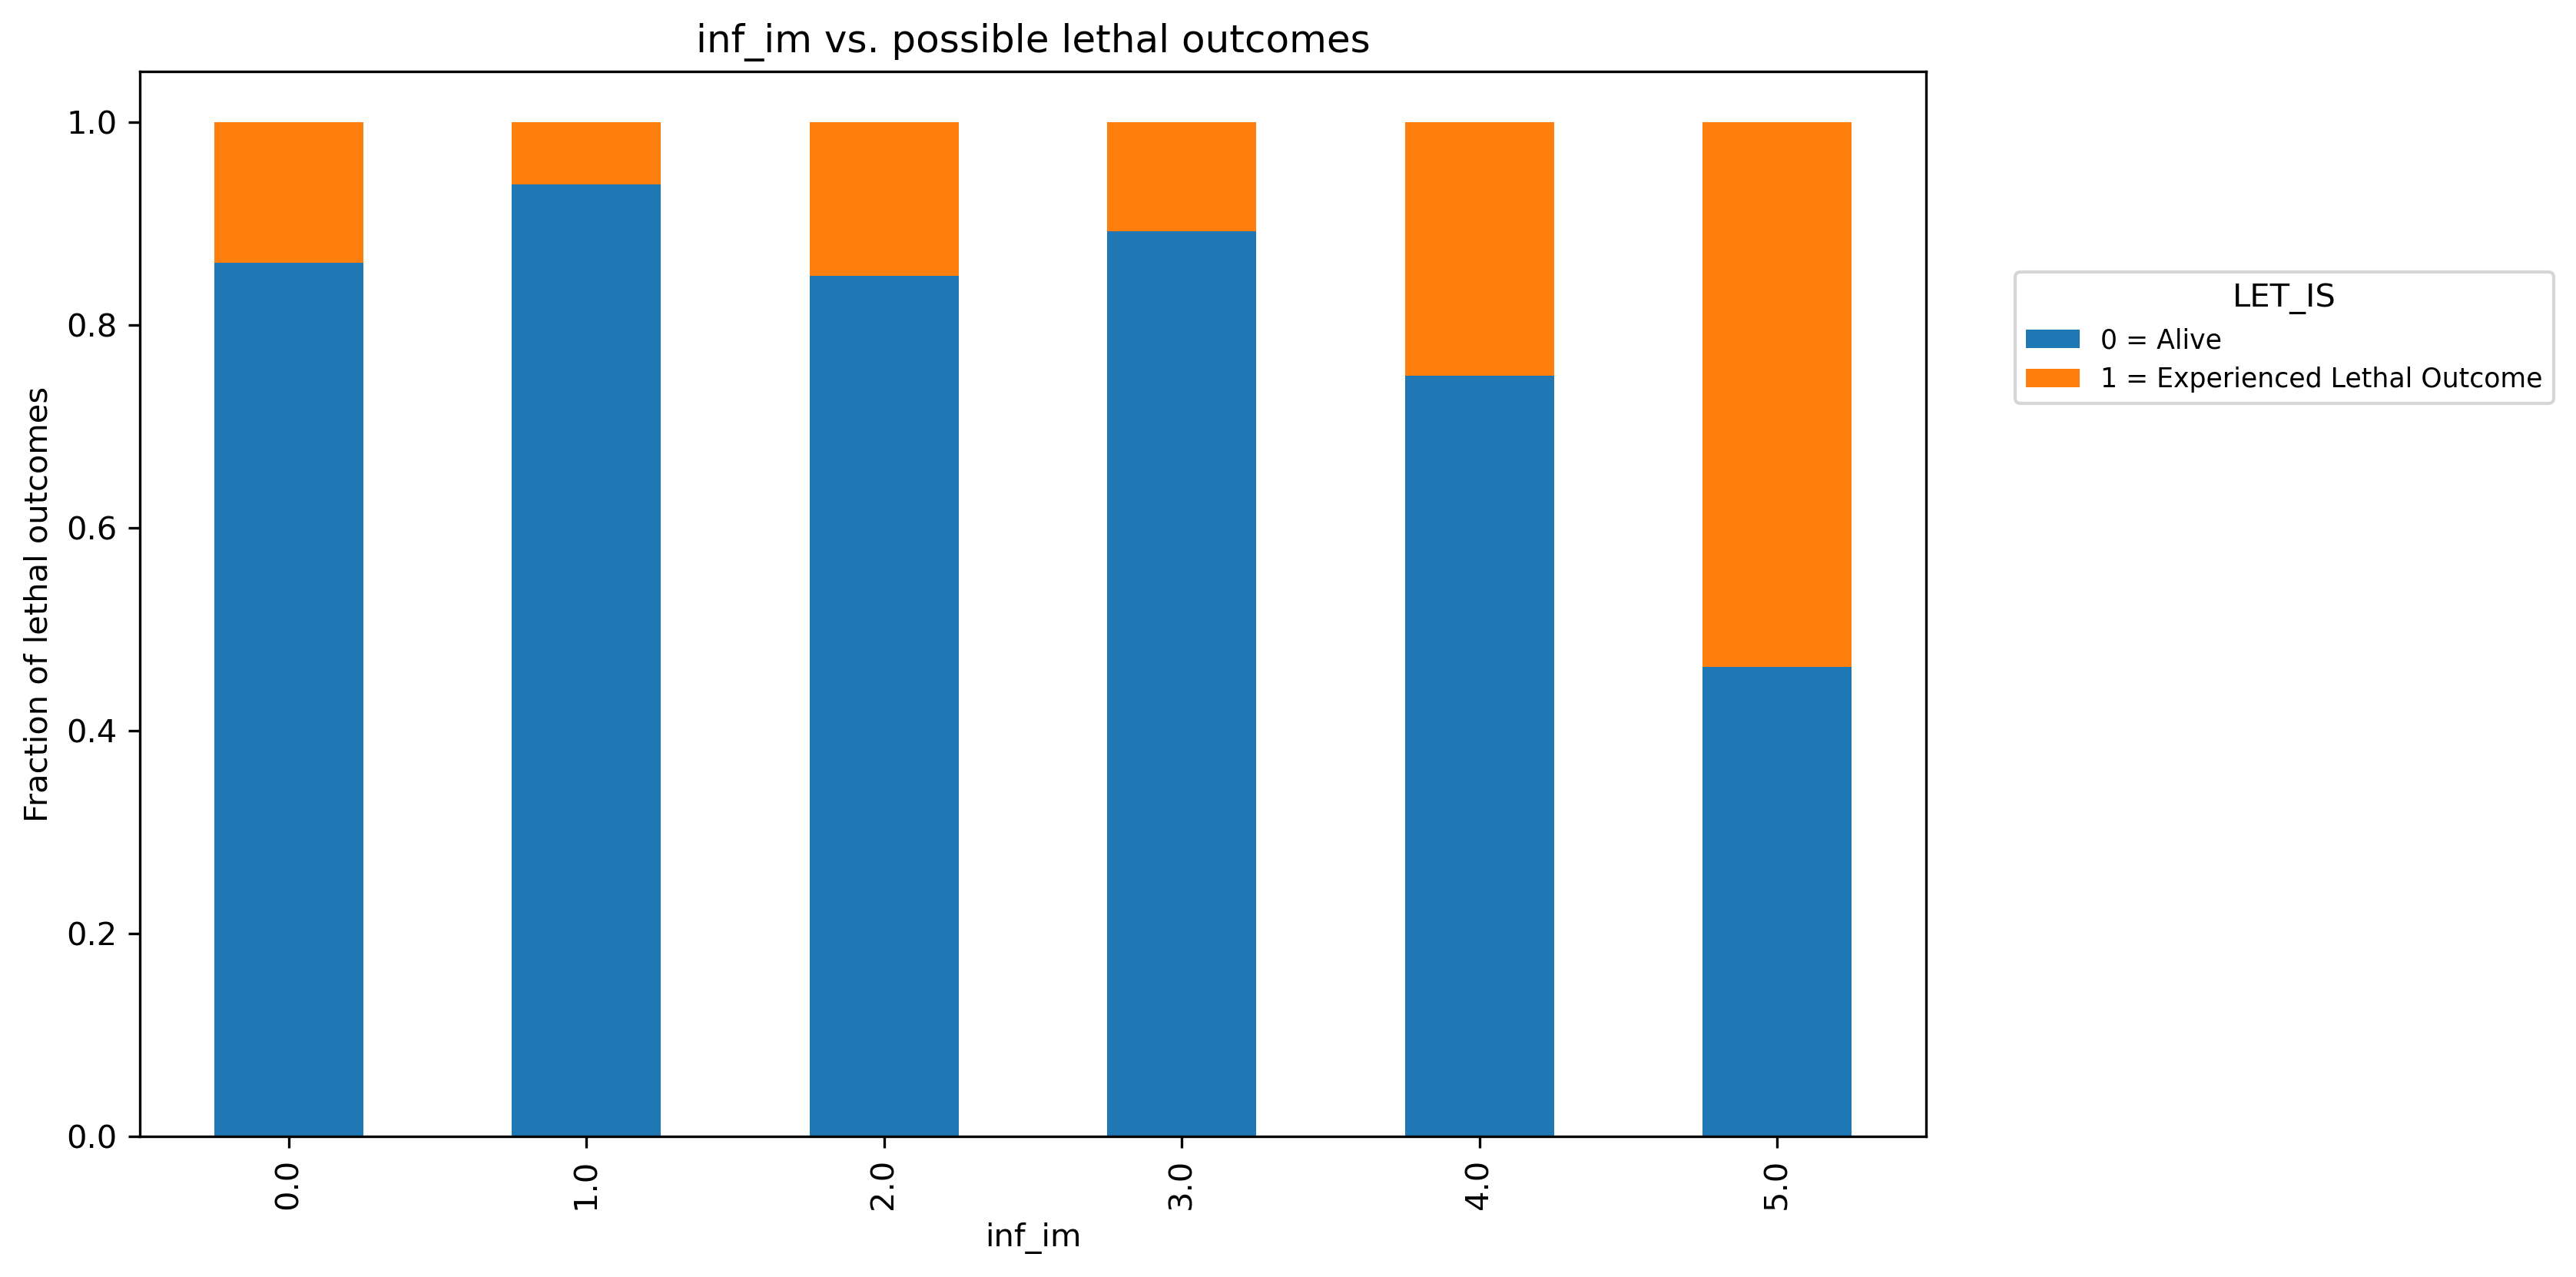 inf_im vs. possible lethal outcomes
Fraction of lethal outcomes
1.0
0.8
0.6
0.4
0.2
0.0
0.0
1.0
2.0
3.0
4.0
5.0
inf_im
LET_IS
0 = Alive
1 = Experienced Lethal Outcome